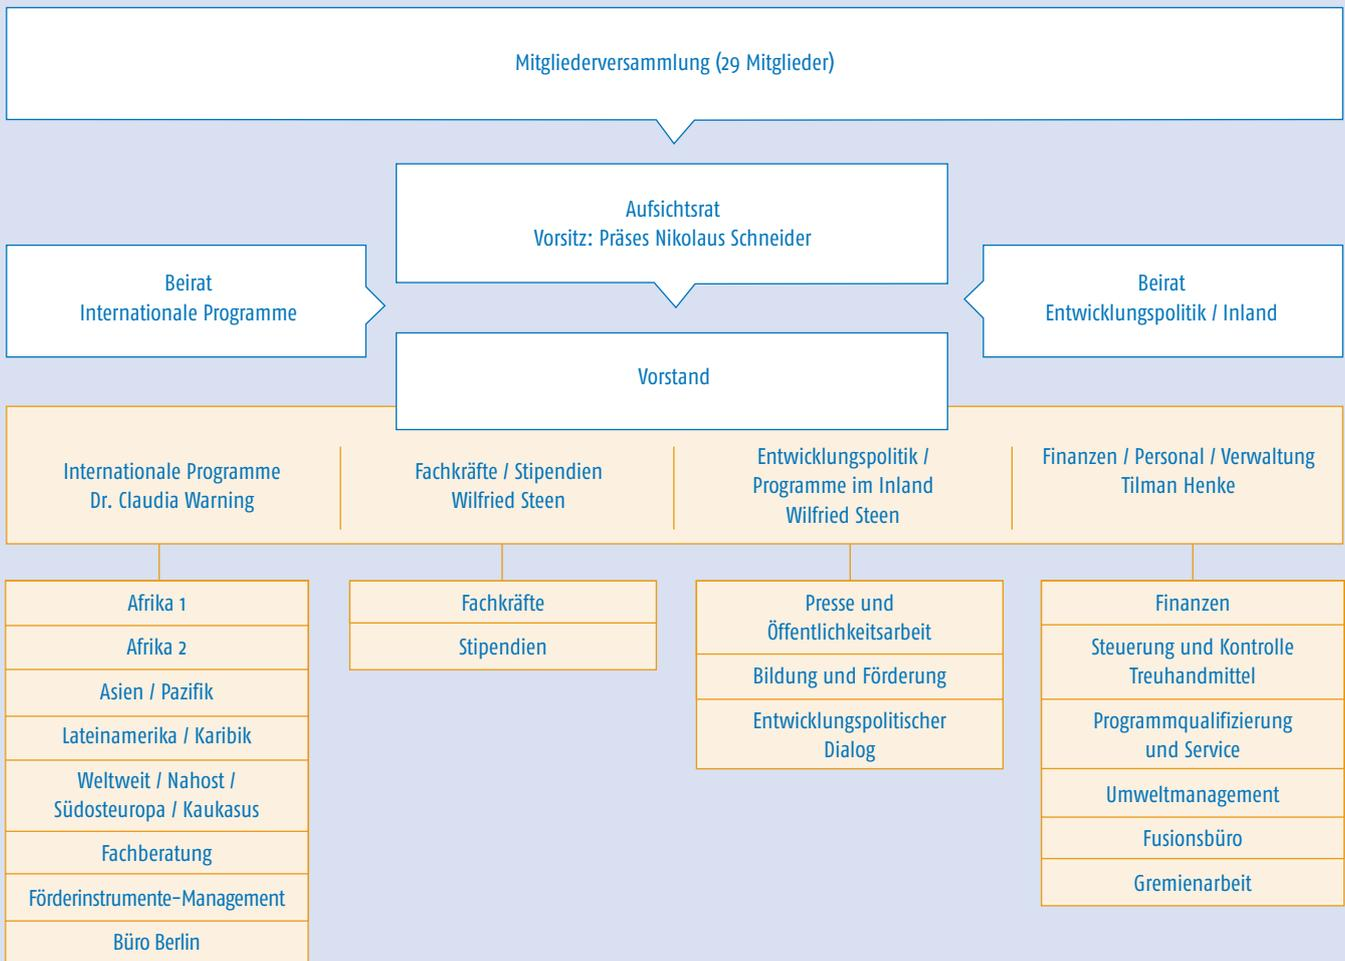 Mitgliederversammlung (29 Mitglieder)
Aufsichtsrat
Vorsitz: Präses Nikolaus Schneider
Beirat
Internationale Programme
Beirat
Entwicklungspolitik / Inland
Vorstand
Internationale Programme
Dr. Claudia Warning
Fachkräfte / Stipendien
Wilfried Steen
Entwicklungspolitik /
Programme im Inland
Wilfried Steen
Finanzen / Personal / Verwaltung
Tilman Henke
Afrika 1
Afrika 2
Asien / Pazifik
Lateinamerika / Karibik
Weltweit / Nahost /
Südosteuropa / Kaukasus
Fachberatung
Förderinstrumente-Management
Büro Berlin
Fachkräfte
Stipendien
Presse und
Öffentlichkeitsarbeit
Bildung und Förderung
Entwicklungspolitischer
Dialog
Finanzen
Steuerung und Kontrolle
Treuhandmittel
Programmqualifizierung
und Service
Umweltmanagement
Fusionsbüro
Gremienarbeit